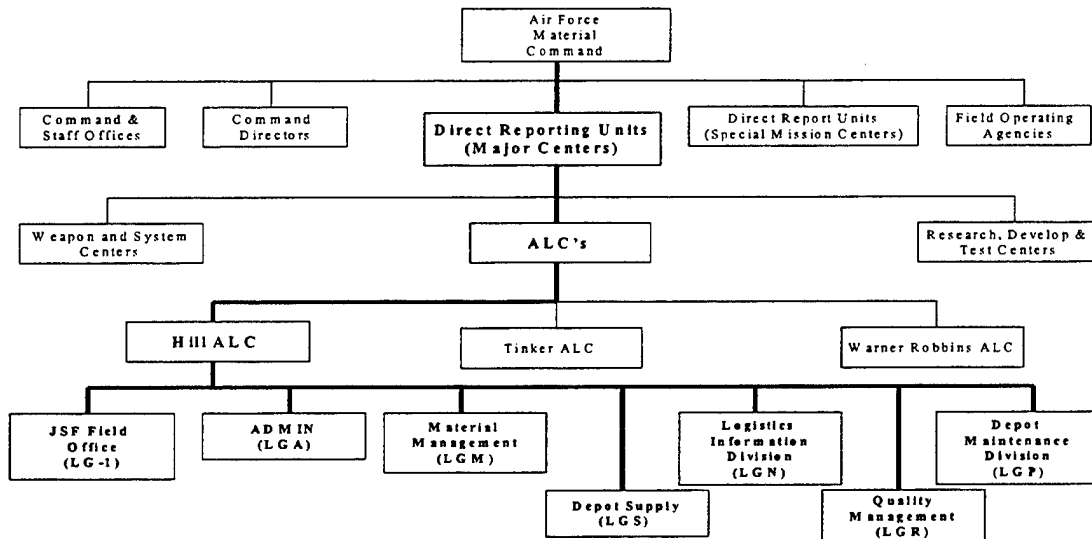 Air Force
Material
Command
Command &
Staff Offices
Command
Directors
Direct Reporting Units
(Major Centers)
Direct Report Units
(Special Mission Centers)
Field Operating
Agencies
Weapon and System
Centers
ALC's
Research, Develop &
Test Centers
Hill ALC
Tinker ALC
Warner Robbins ALC
JSF Field
Office
(LG-1)
ADMIN
(LGA)
Material
Management
(LGM)
Depot Supply
(LGS)
Logistics
Information
Division
(LGN)
Quality
Management
(LGR)
Depot
Maintenance
Division
(LGP)